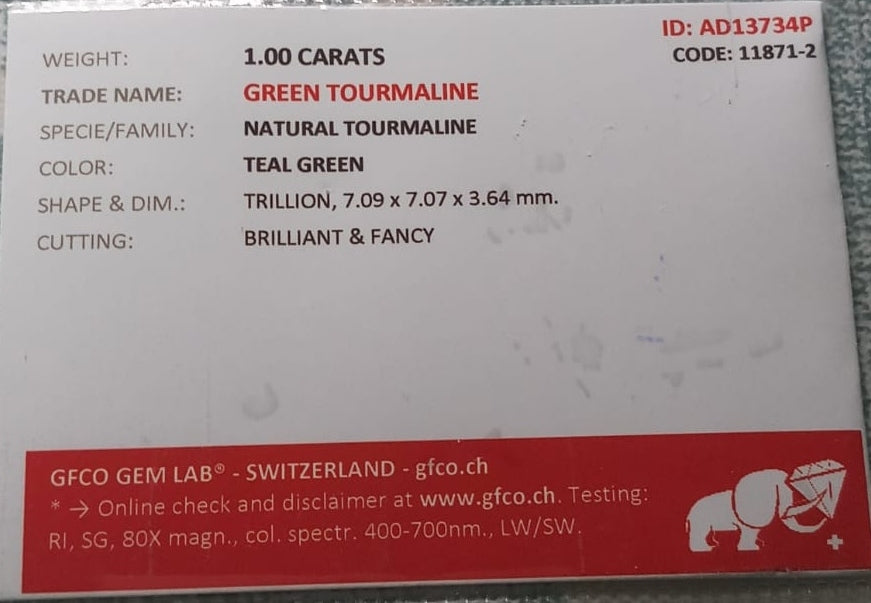 ID: AD13734P
CODE: 11871-2
WEIGHT: 1.00 CARATS
TRADE NAME: GREEN TOURMALINE
SPECIE/FAMILY: NATURAL TOURMALINE
COLOR: TEAL GREEN
SHAPE & DIM.: TRILLION, 7.09 x 7.07 x 3.64 mm.
CUTTING: BRILLIANT & FANCY
GFCO GEM LAB® - SWITZERLAND - gfco.ch
* → Online check and disclaimer at www.gfco.ch. Testing:
RI, SG, 80X magn., col. spectr. 400-700nm., LW/SW.